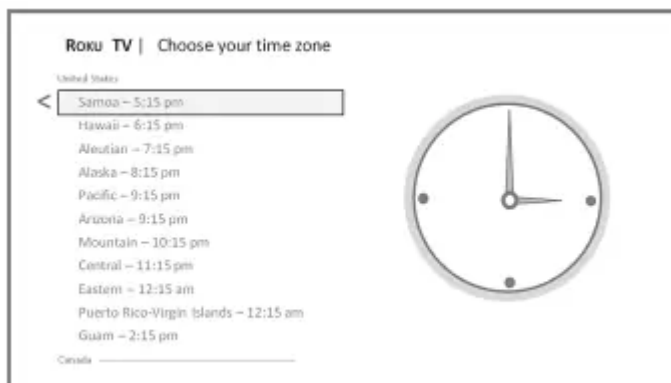 Roku TV | Choose your time zone
United States
<
Samoa – 5:15 pm
Hawaii – 6:15 pm
Aleutian – 7:15 pm
Alaska – 8:15 pm
Pacific – 9:15 pm
Arizona – 9:15 pm
Mountain – 10:15 pm
Central – 11:15 pm
Eastern – 12:15 am
Puerto Rico-Virgin Islands – 12:15 am
Guam – 2:15 pm
Canada